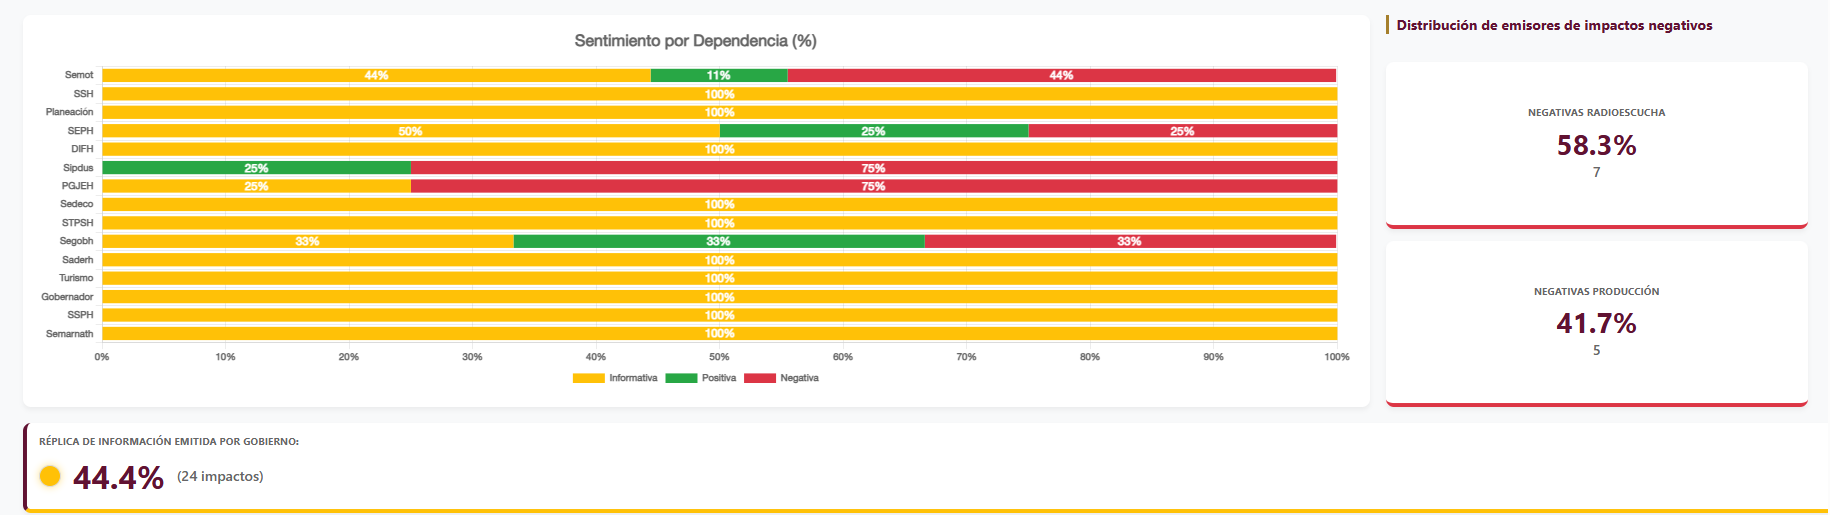 Sentimiento por Dependencia (%)
Semot 44% 11% 44%
SSH 100%
Planeación 100%
SEPH 50% 25% 25%
DIFH 100%
Sipdus 25% 75%
PGJEH 25% 75%
Sedeco 100%
STPSH 100%
Segobh 33% 33% 33%
Saderh 100%
Turismo 100%
Gobernador 100%
SSPH 100%
Semarnath 100%
0% 10% 20% 30% 40% 50% 60% 70% 80% 90% 100%
Informativa Positiva Negativa
Distribución de emisores de impactos negativos
NEGATIVAS RADIOESCUCHA
58.3%
7
NEGATIVAS PRODUCCIÓN
41.7%
5
RÉPLICA DE INFORMACIÓN EMITIDA POR GOBIERNO:
44.4% (24 impactos)